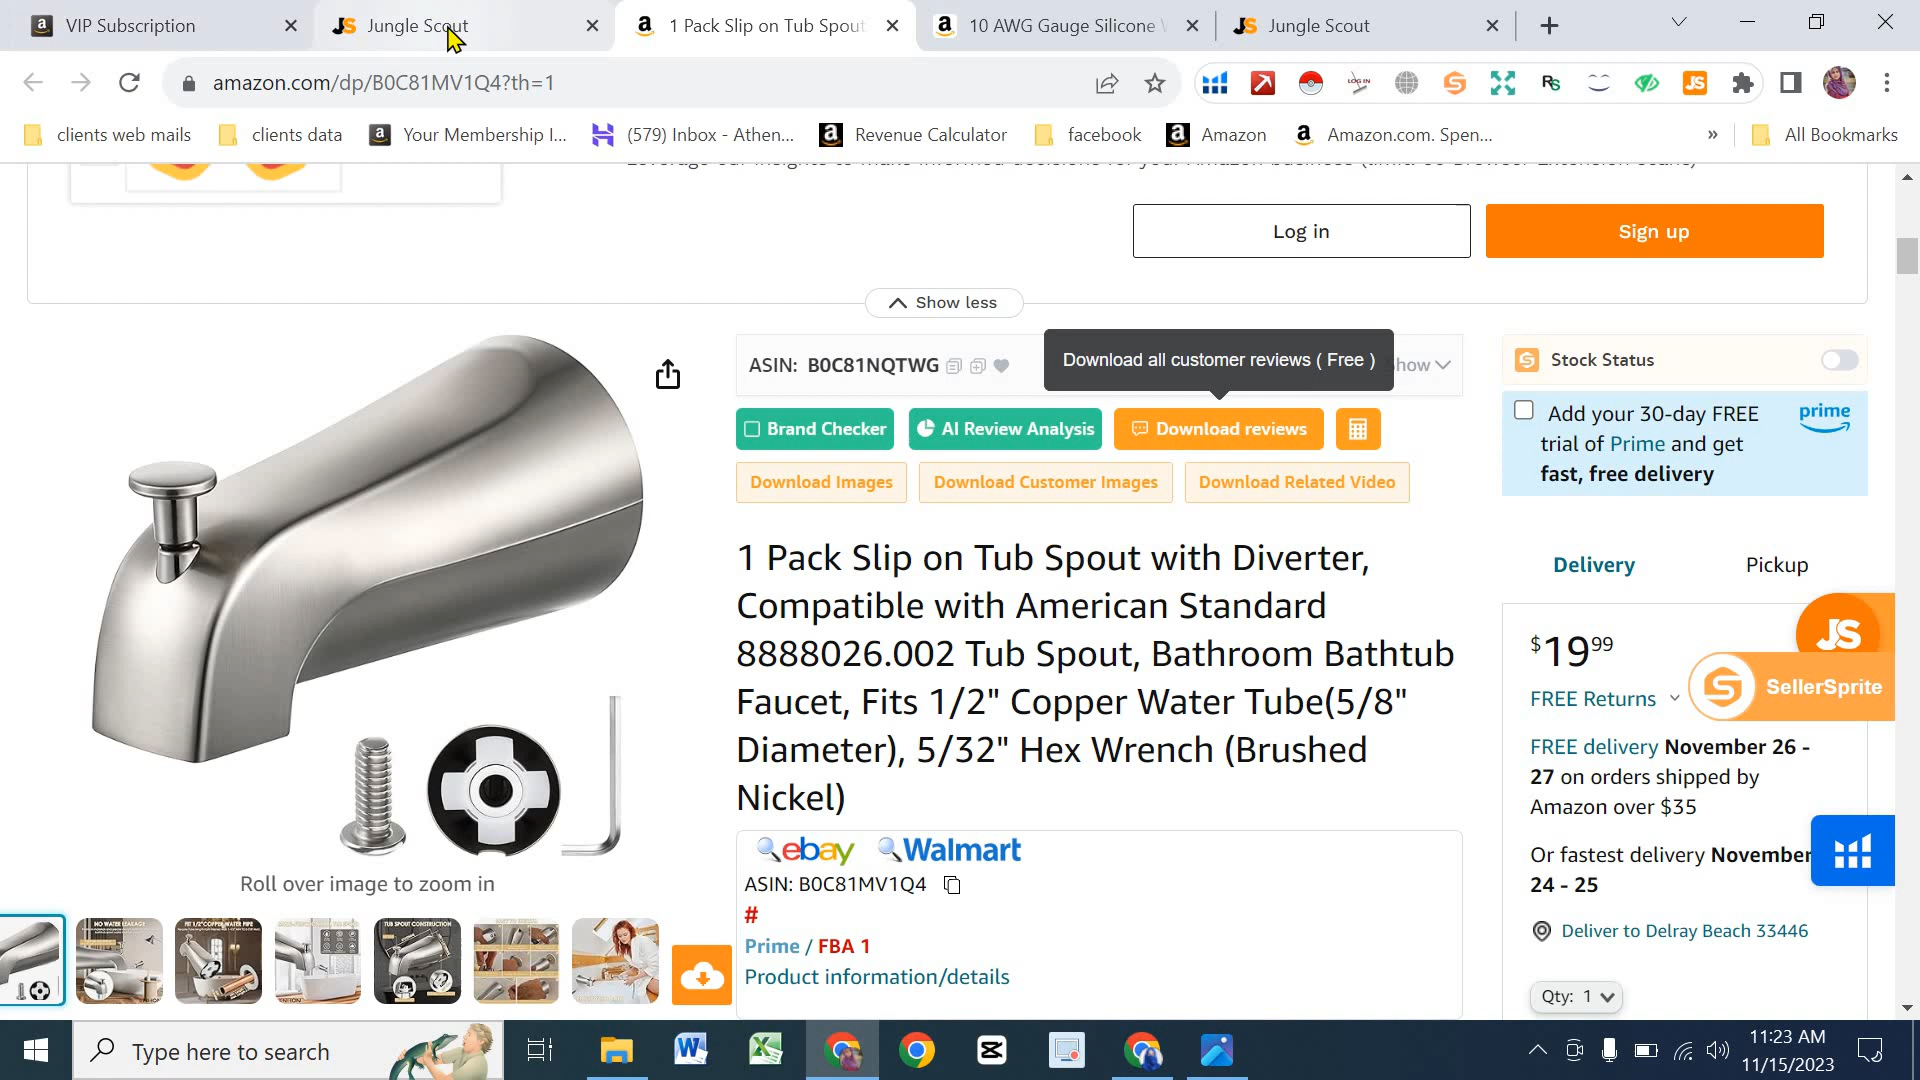 VIP Subscription
Jungle Scout
1 Pack Slip on Tub Spout
10 AWG Gauge Silicone
Jungle Scout
amazon.com/dp/B0C81MV1Q4?th=1
clients web mails
clients data
Your Membership I...
(579) Inbox - Athen...
Revenue Calculator
facebook
Amazon
Amazon.com. Spen...
»
All Bookmarks
Log in
Sign up
Show less
ASIN: B0C81NQTWG
Download all customer reviews ( Free )
Stock Status
Brand Checker
AI Review Analysis
Download reviews
Download Images
Download Customer Images
Download Related Video
Add your 30-day FREE
trial of Prime and get
fast, free delivery
prime
1 Pack Slip on Tub Spout with Diverter,
Compatible with American Standard
8888026.002 Tub Spout, Bathroom Bathtub
Faucet, Fits 1/2" Copper Water Tube(5/8"
Diameter), 5/32" Hex Wrench (Brushed
Nickel)
Delivery
Pickup
$19.99
JS
SellerSprite
FREE Returns
FREE delivery November 26 -
27 on orders shipped by
Amazon over $35
Or fastest delivery November
24 - 25
Deliver to Delray Beach 33446
Qty: 1
ebay
Walmart
ASIN: B0C81MV1Q4
#
Prime / FBA 1
Product information/details
Roll over image to zoom in
NO WATER LEAKAGE
TUB SPOUT CONSTRUCTION
Type here to search
11:23 AM
11/15/2023